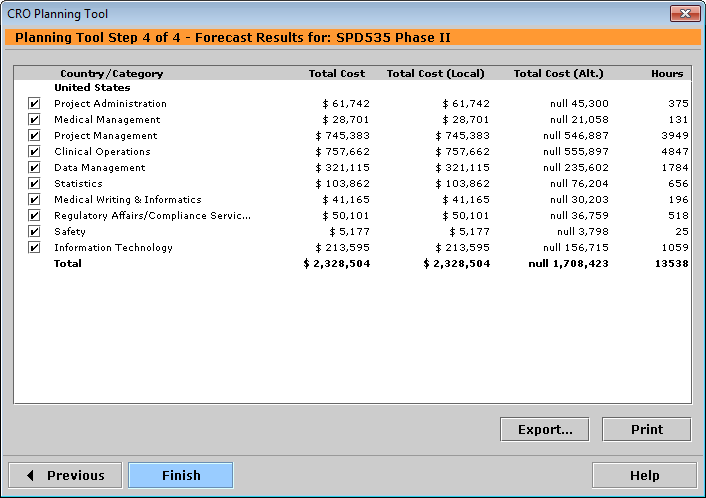 CRO Planning Tool
Planning Tool Step 4 of 4 - Forecast Results for: SPD535 Phase II
Country/Category Total Cost Total Cost (Local) Total Cost (Alt.) Hours
United States
Project Administration $ 61,742 $ 61,742 null 45,300 375
Medical Management $ 28,701 $ 28,701 null 21,058 131
Project Management $ 745,383 $ 745,383 null 546,887 3949
Clinical Operations $ 757,662 $ 757,662 null 555,897 4847
Data Management $ 321,115 $ 321,115 null 235,602 1784
Statistics $ 103,862 $ 103,862 null 76,204 656
Medical Writing & Informatics $ 41,165 $ 41,165 null 30,203 196
Regulatory Affairs/Compliance Servic... $ 50,101 $ 50,101 null 36,759 518
Safety $ 5,177 $ 5,177 null 3,798 25
Information Technology $ 213,595 $ 213,595 null 156,715 1059
Total $ 2,328,504 $ 2,328,504 null 1,708,423 13538
Export... Print
Previous Finish Help